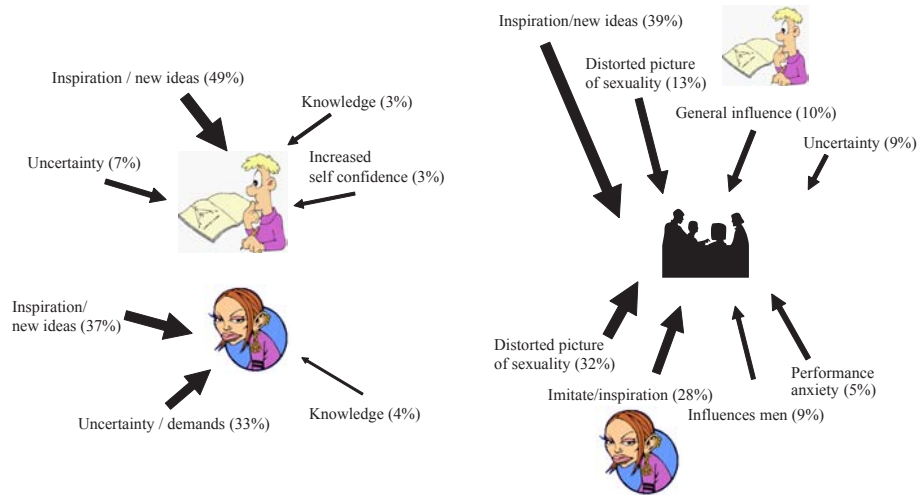 Inspiration / new ideas (49%)
Knowledge (3%)
Uncertainty (7%)
Increased
self confidence (3%)
Inspiration/
new ideas (37%)
Uncertainty / demands (33%)
Knowledge (4%)
Inspiration/new ideas (39%)
Distorted picture
of sexuality (13%)
General influence (10%)
Uncertainty (9%)
Distorted picture
of sexuality (32%)
Imitate/inspiration (28%)
Influences men (9%)
Performance
anxiety (5%)